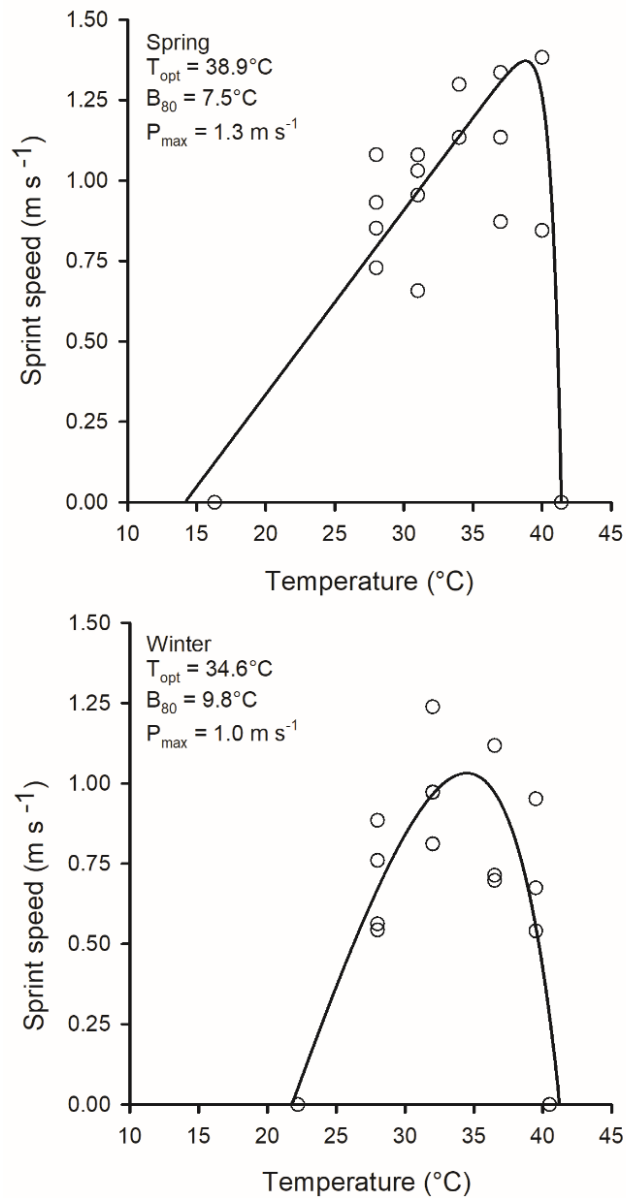 1.50
Spring
T_opt = 38.9°C
1.25
B_80 = 7.5°C
P_max = 1.3 m s^-1
1.00
Sprint speed (m s^-1)
0.75
0.50
0.25
0.00
10 15 20 25 30 35 40 45
Temperature (°C)
1.50
Winter
T_opt = 34.6°C
1.25
B_80 = 9.8°C
P_max = 1.0 m s^-1
1.00
Sprint speed (m s^-1)
0.75
0.50
0.25
0.00
10 15 20 25 30 35 40 45
Temperature (°C)